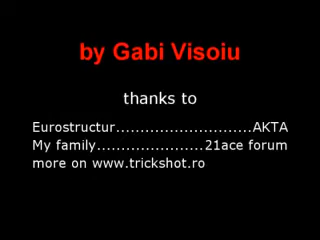 by Gabi Visoiu
thanks to
Eurostructur............................AKTA
My family......................21ace forum
more on www.trickshot.ro